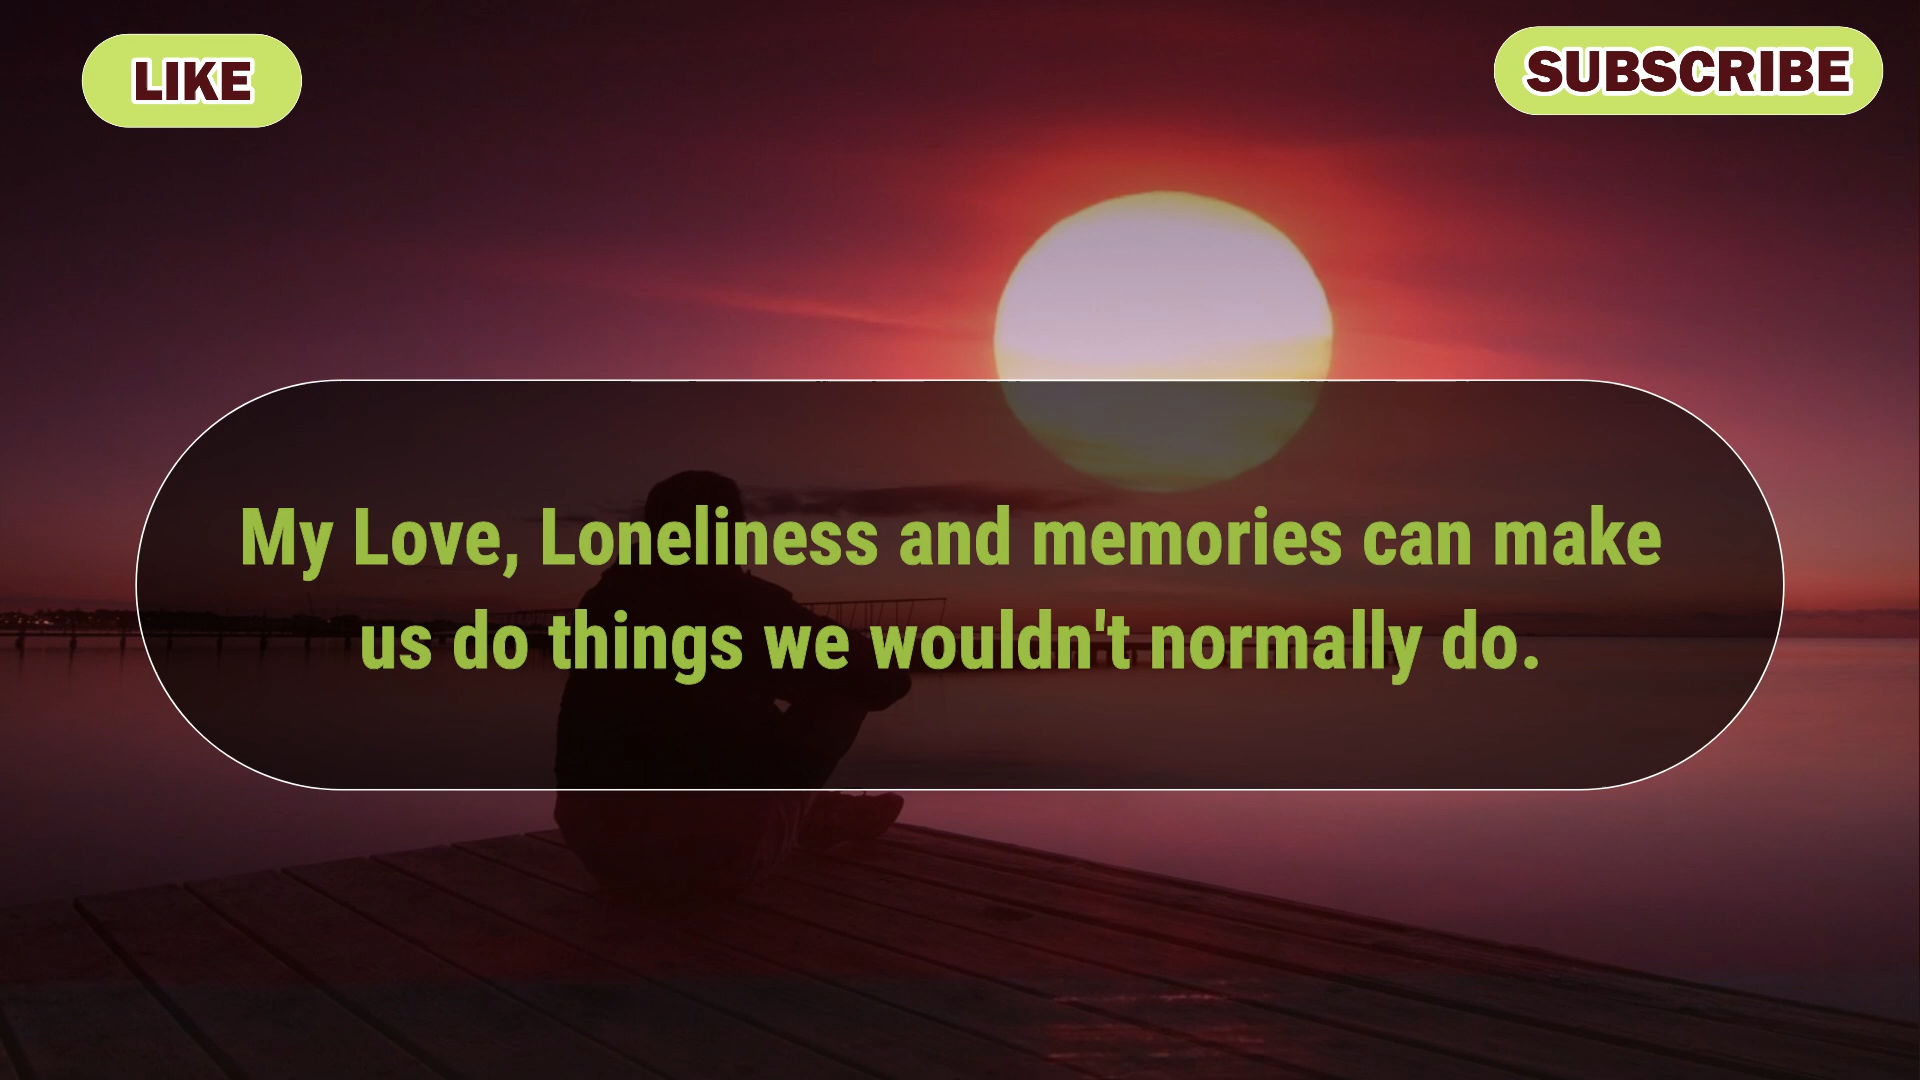 LIKE
SUBSCRIBE
My Love, Loneliness and memories can make
us do things we wouldn't normally do.